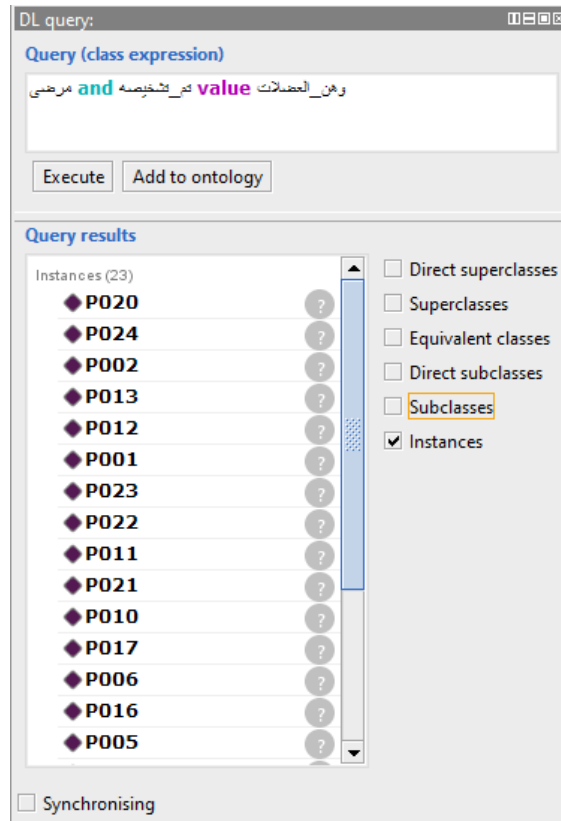 DL query:
Query (class expression)
مرضى and تم_تشخيصه value وهن_العضلات
Execute
Add to ontology
Query results
Instances (23)
P020
P024
P002
P013
P012
P001
P023
P022
P011
P021
P010
P017
P006
P016
P005
Direct superclasses
Superclasses
Equivalent classes
Direct subclasses
Subclasses
Instances
Synchronising